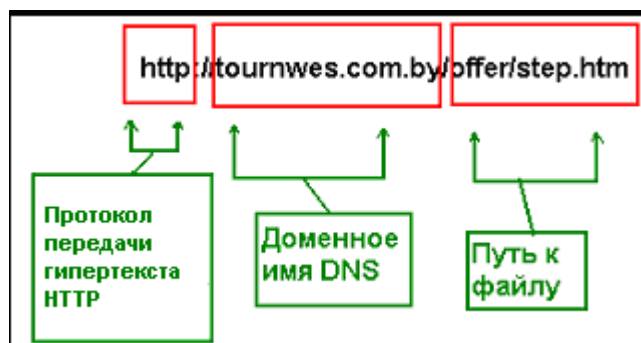 http://tournwes.com.by/offer/step.htm
Протокол
передачи
гипертекста
HTTP
Доменное
имя DNS
Путь к
файлу